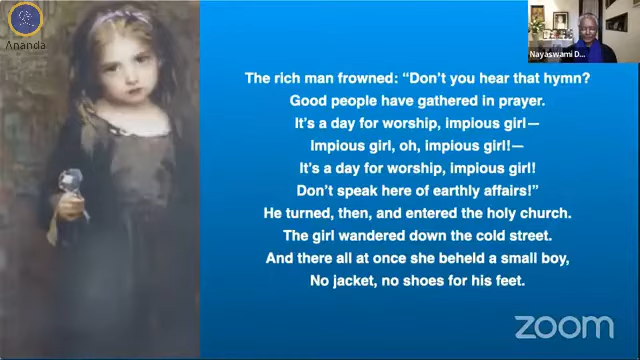 Ananda
Nayaswami D...
The rich man frowned: “Don’t you hear that hymn?
Good people have gathered in prayer.
It’s a day for worship, impious girl—
Impious girl, oh, impious girl!—
It’s a day for worship, impious girl!
Don’t speak here of earthly affairs!”
He turned, then, and entered the holy church.
The girl wandered down the cold street.
And there all at once she beheld a small boy,
No jacket, no shoes for his feet.
zoom